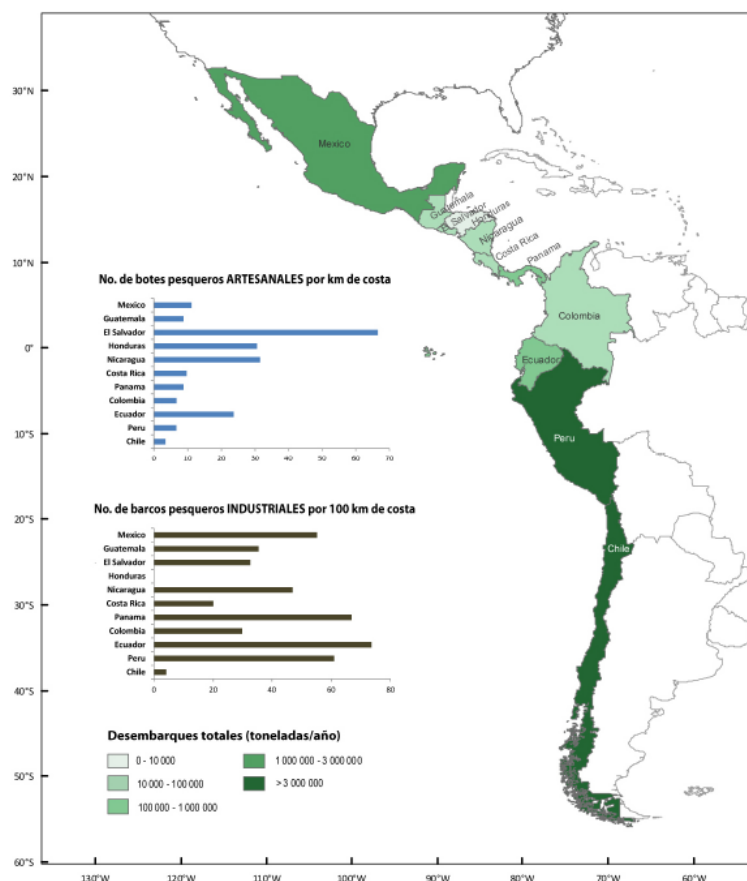 30°N
20°N
10°N
0°
10°S
20°S
30°S
40°S
50°S
60°S
Mexico
Guatemala
El Salvador
Honduras
Nicaragua
Costa Rica
Panama
Colombia
Ecuador
Peru
Chile
No. de botes pesqueros ARTESANALES por km de costa
Mexico
Guatemala
El Salvador
Honduras
Nicaragua
Costa Rica
Panama
Colombia
Ecuador
Peru
Chile
0 10 20 30 40 50 60 70
No. de barcos pesqueros INDUSTRIALES por 100 km de costa
Mexico
Guatemala
El Salvador
Honduras
Nicaragua
Costa Rica
Panama
Colombia
Ecuador
Peru
Chile
0 20 40 60 80
Desembarques totales (toneladas/año)
0 - 10 000
10 000 - 100 000
100 000 - 1 000 000
1 000 000 - 3 000 000
>3 000 000
130°W 120°W 110°W 100°W 90°W 80°W 70°W 60°W